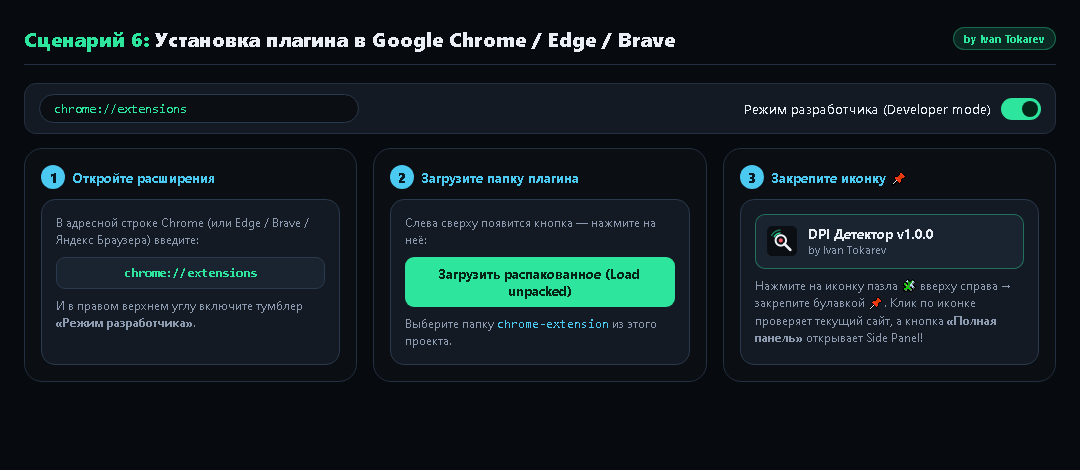 Сценарий 6: Установка плагина в Google Chrome / Edge / Brave
by Ivan Tokarev
chrome://extensions
Режим разработчика (Developer mode)
1 Откройте расширения
В адресной строке Chrome (или Edge / Brave /
Яндекс Браузера) введите:
chrome://extensions
И в правом верхнем углу включите тумблер
«Режим разработчика».
2 Загрузите папку плагина
Слева сверху появится кнопка — нажмите на
неё:
Загрузить распакованное (Load
unpacked)
Выберите папку chrome-extension из этого
проекта.
3 Закрепите иконку 📌
DPI Детектор v1.0.0
by Ivan Tokarev
Нажмите на иконку пазла 🧩 вверху справа →
закрепите булавкой 📌. Клик по иконке
проверяет текущий сайт, а кнопка «Полная
панель» открывает Side Panel!